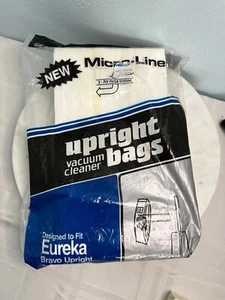 NEW
Micro-Line
upright
vacuum
cleaner
bags
Designed to Fit
Eureka
Bravo Upright